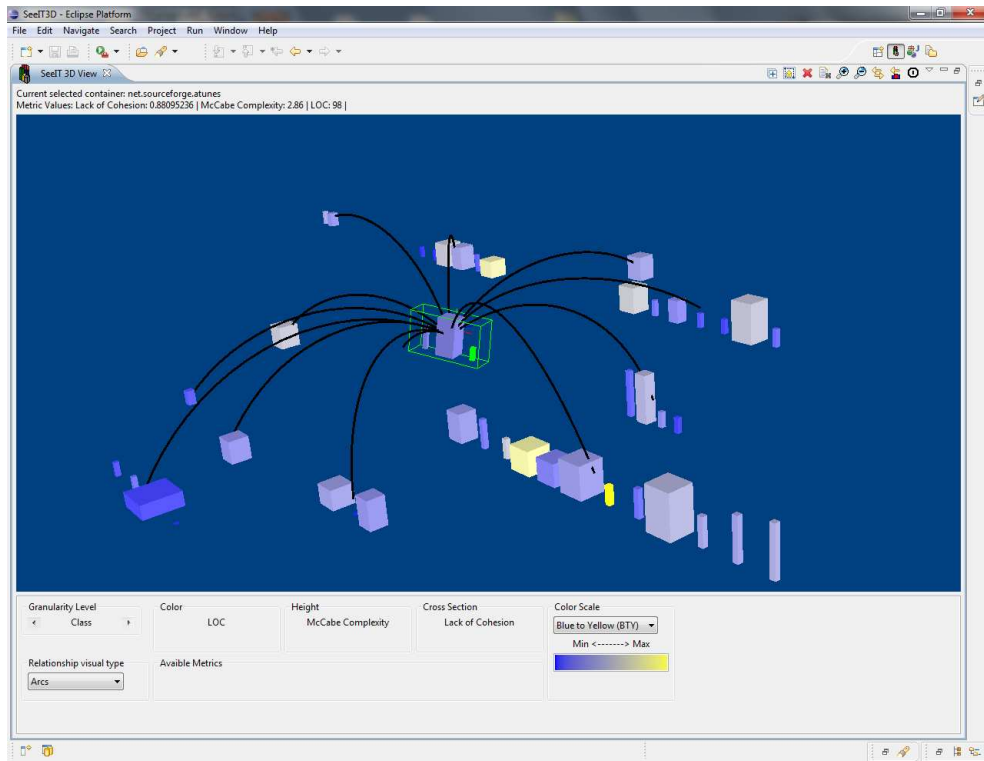 SeeIT3D - Eclipse Platform
File Edit Navigate Search Project Run Window Help
SeeIT 3D View
Current selected container: net.sourceforge.atunes
Metric Values: Lack of Cohesion: 0.88095236 | McCabe Complexity: 2.86 | LOC: 98 |
Granularity Level Color Height Cross Section Color Scale
< Class > LOC McCabe Complexity Lack of Cohesion Blue to Yellow (BTY)
Min <-------> Max
Relationship visual type Avaible Metrics
Arcs